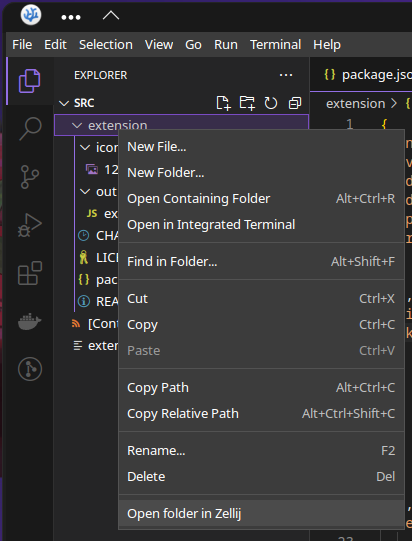 File Edit Selection View Go Run Terminal Help
EXPLORER
package.jso
SRC
extension
extension
1 {
icon
New File...
12
New Folder...
out
Open Containing Folder Alt+Ctrl+R
JS ex
Open in Integrated Terminal
CHA
LICE
Find in Folder... Alt+Shift+F
{} pac
REA
Cut Ctrl+X
[Cont
Copy Ctrl+C
exten
Paste Ctrl+V
Copy Path Alt+Ctrl+C
Copy Relative Path Alt+Ctrl+Shift+C
Rename... F2
Delete Del
Open folder in Zellij